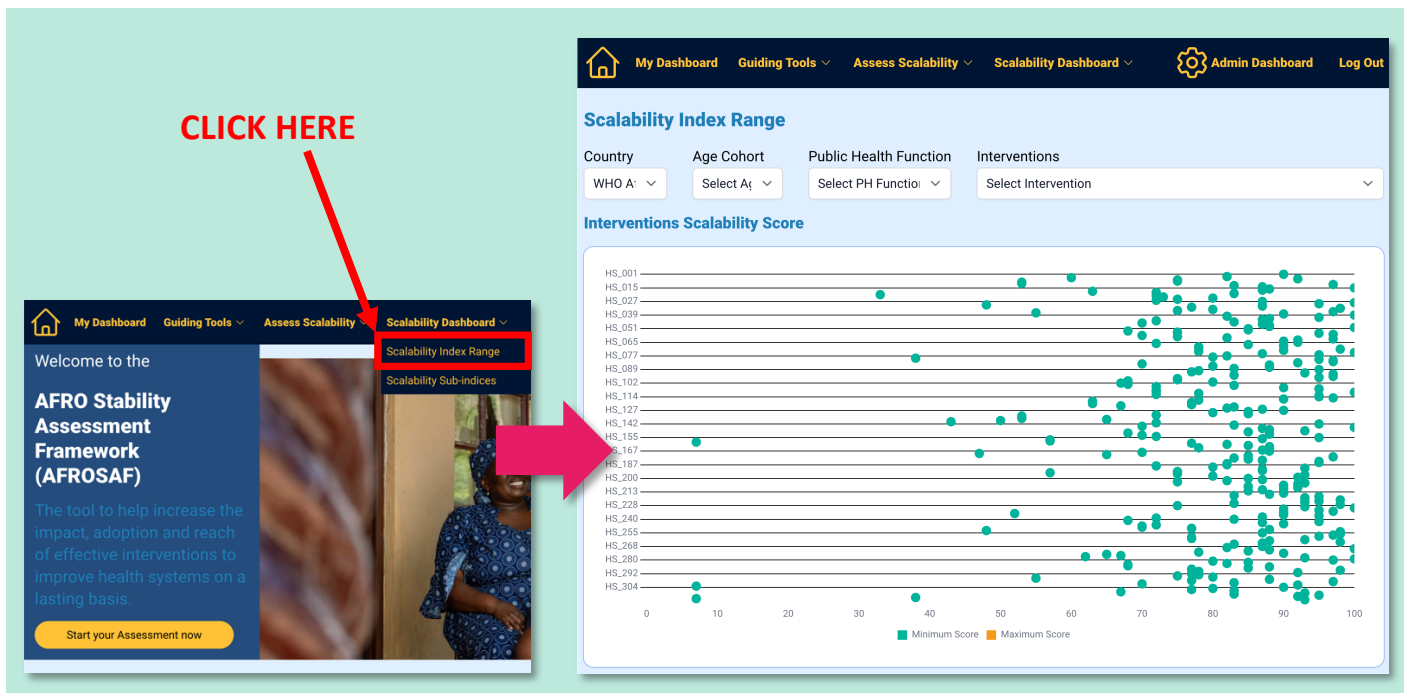 CLICK HERE
My Dashboard Guiding Tools Assess Scalability Scalability Dashboard
Scalability Index Range
Scalability Sub-indices
Welcome to the
AFRO Stability
Assessment
Framework
(AFROSAF)
The tool to help increase the
impact, adoption and reach
of effective interventions to
improve health systems on a
lasting basis.
Start your Assessment now
My Dashboard Guiding Tools Assess Scalability Scalability Dashboard Admin Dashboard Log Out
Scalability Index Range
Country Age Cohort Public Health Function Interventions
WHO Select Select PH Functio Select Intervention
Interventions Scalability Score
HS_001
HS_015
HS_027
HS_039
HS_051
HS_065
HS_077
HS_089
HS_102
HS_114
HS_127
HS_142
HS_155
S_167
HS_187
HS_200
HS_213
HS_228
HS_240
HS_255
HS_268
HS_280
HS_292
HS_304
0 10 20 30 40 50 60 70 80 90 100
Minimum Score Maximum Score